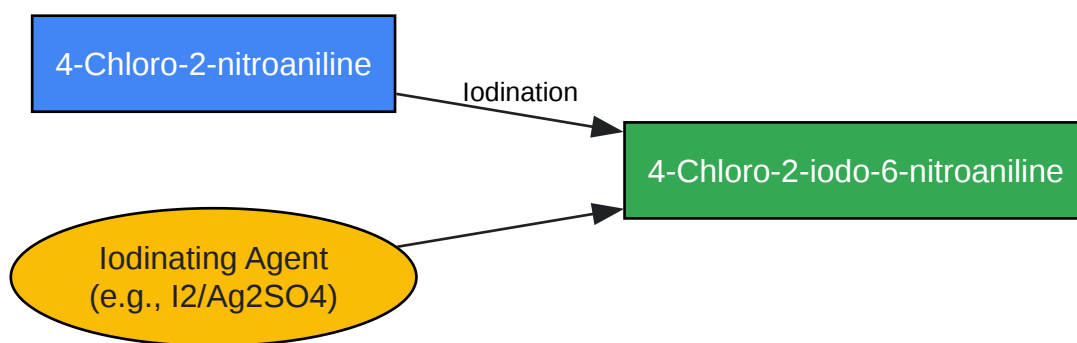 4-Chloro-2-nitroaniline
Iodination
4-Chloro-2-iodo-6-nitroaniline
Iodinating Agent
(e.g., I2/Ag2SO4)